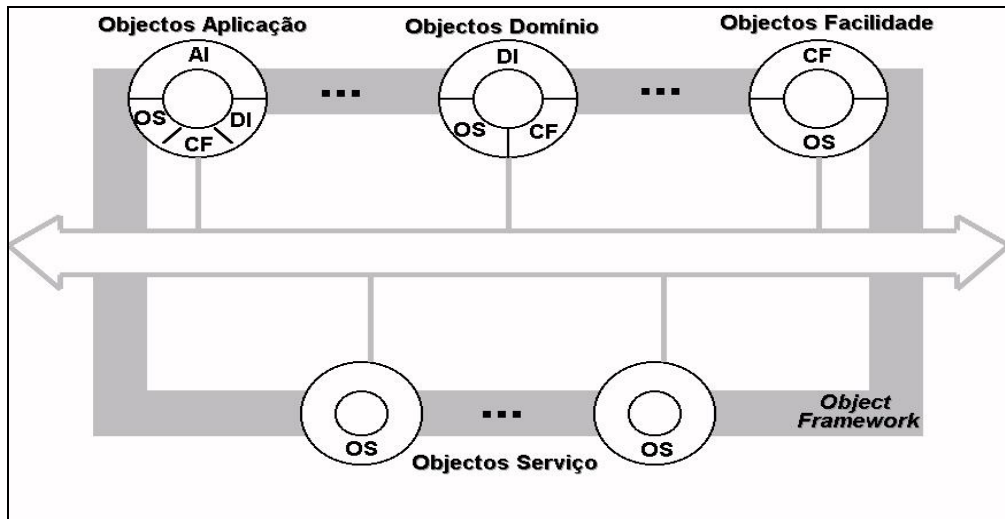 Objectos Aplicação
Objectos Domínio
Objectos Facilidade
AI
OS
CF
DI
DI
OS
CF
CF
OS
OS
OS
Objectos Serviço
Object
Framework